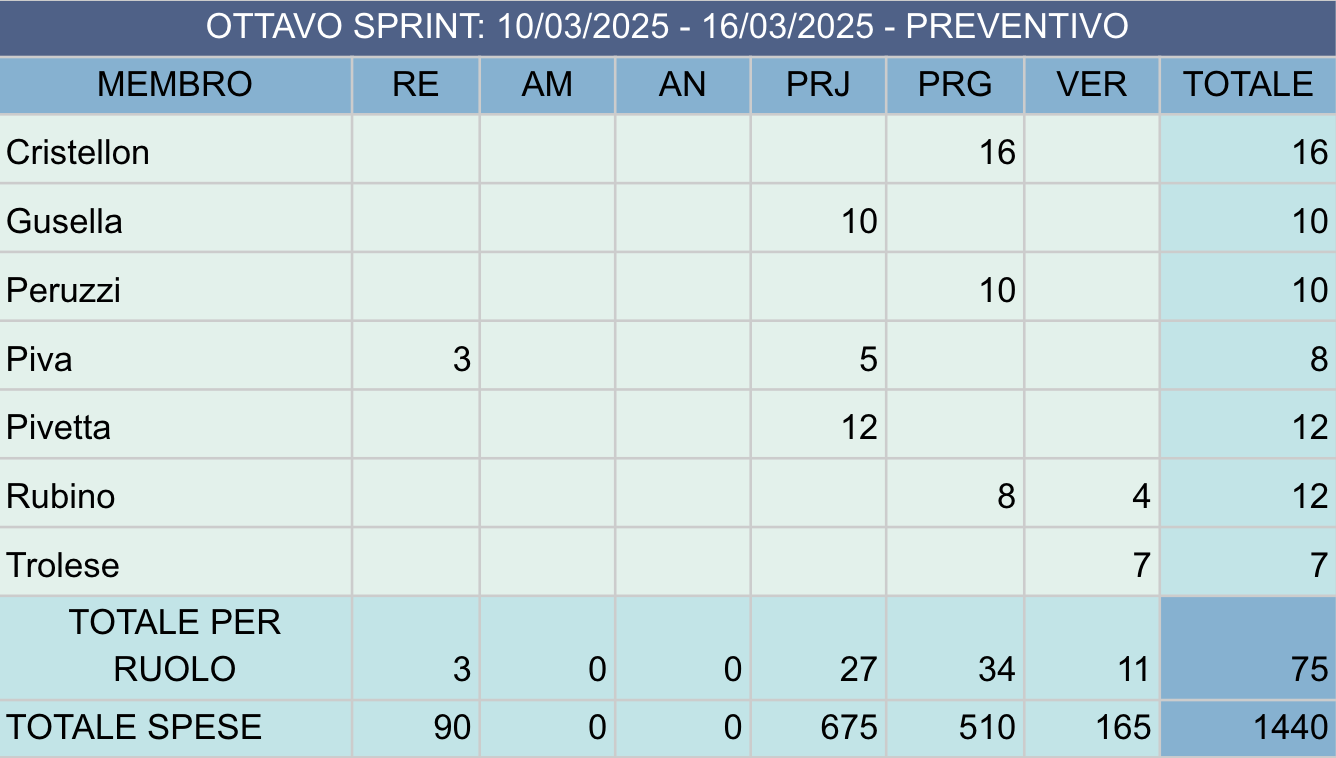 OTTAVO SPRINT: 10/03/2025 - 16/03/2025 - PREVENTIVO
MEMBRO RE AM AN PRJ PRG VER TOTALE
Cristellon 16 16
Gusella 10 10
Peruzzi 10 10
Piva 3 5 8
Pivetta 12 12
Rubino 8 4 12
Trolese 7 7
TOTALE PER
RUOLO 3 0 0 27 34 11 75
TOTALE SPESE 90 0 0 675 510 165 1440